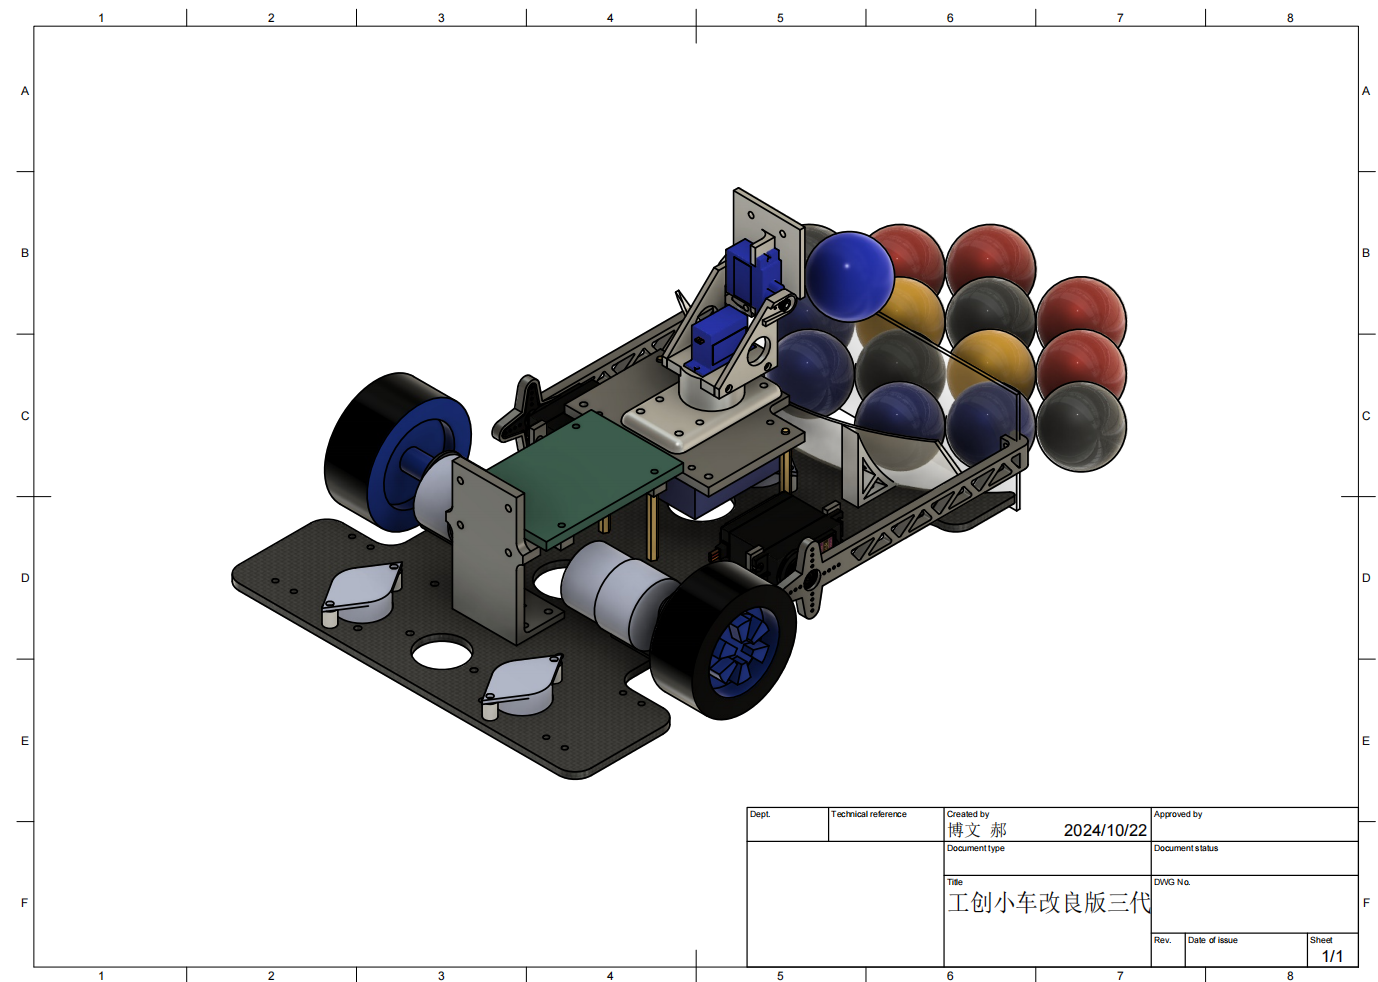 1 2 3 4 5 6 7 8
A A
B B
C C
D D
E E
F F
Dept. Technical reference Created by Approved by
博文 郝 2024/10/22
Document type Document status
Title DWG No.
工创小车改良版三代
Rev. Date of issue Sheet
1/1
1 2 3 4 5 6 7 8